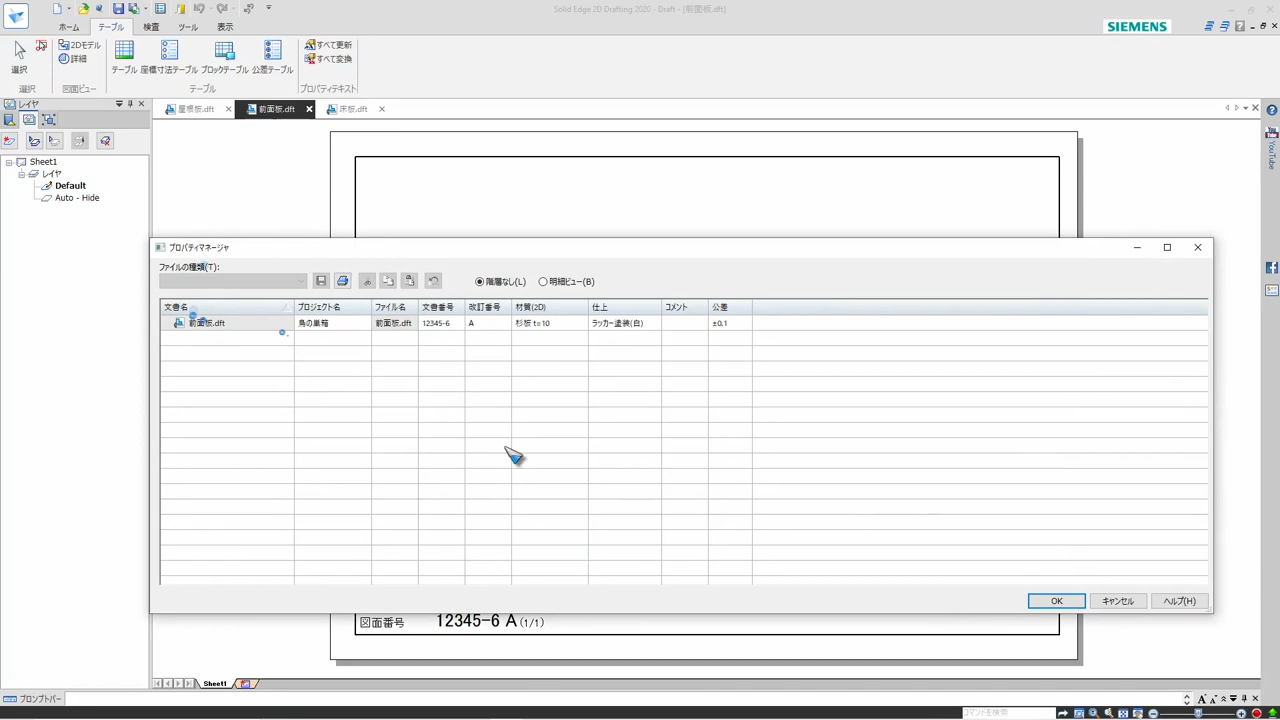 Solid Edge 2D Drafting 2020 - Draft - [前面板.dft]
ホーム テーブル 検査 ツール 表示
SIEMENS
選択
2Dモデル
詳細
テーブル 座標寸法テーブル ブロックテーブル 公差テーブル
すべて更新
すべて変換
選択 図面ビュー テーブル プロパティテキスト
レイヤ
屋根板.dft 前面板.dft 床板.dft
Sheet1
レイヤ
Default
Auto - Hide
YouTube
プロパティマネージャ
ファイルの種類(T):
階層なし(L) 明細ビュー(B)
文書名 プロジェクト名 ファイル名 文書番号 改訂番号 材質(2D) 仕上 コメント 公差
前面板.dft 鳥の巣箱 前面板.dft 12345-6 A 杉板 t=10 ラッカー塗装(白) ±0.1
OK キャンセル ヘルプ(H)
図面番号 12345-6 A (1/1)
Sheet1
プロンプトバー
コマンドを検索